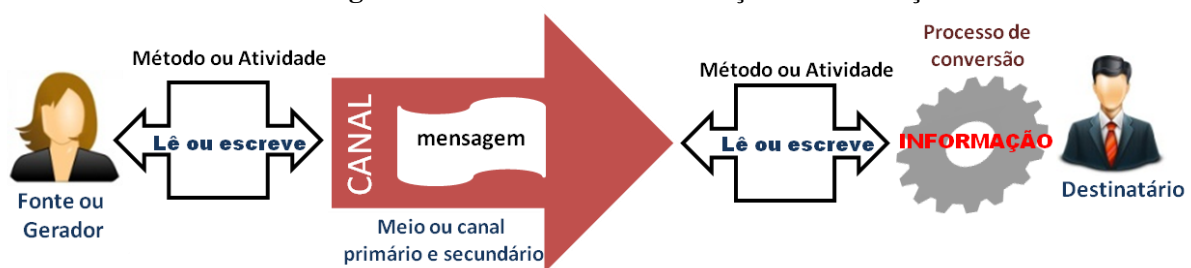 Método ou Atividade
Lê ou escreve
Fonte ou
Gerador
CANAL
mensagem
Meio ou canal
primário e secundário
Método ou Atividade
Lê ou escreve
Processo de
conversão
INFORMAÇÃO
Destinatário